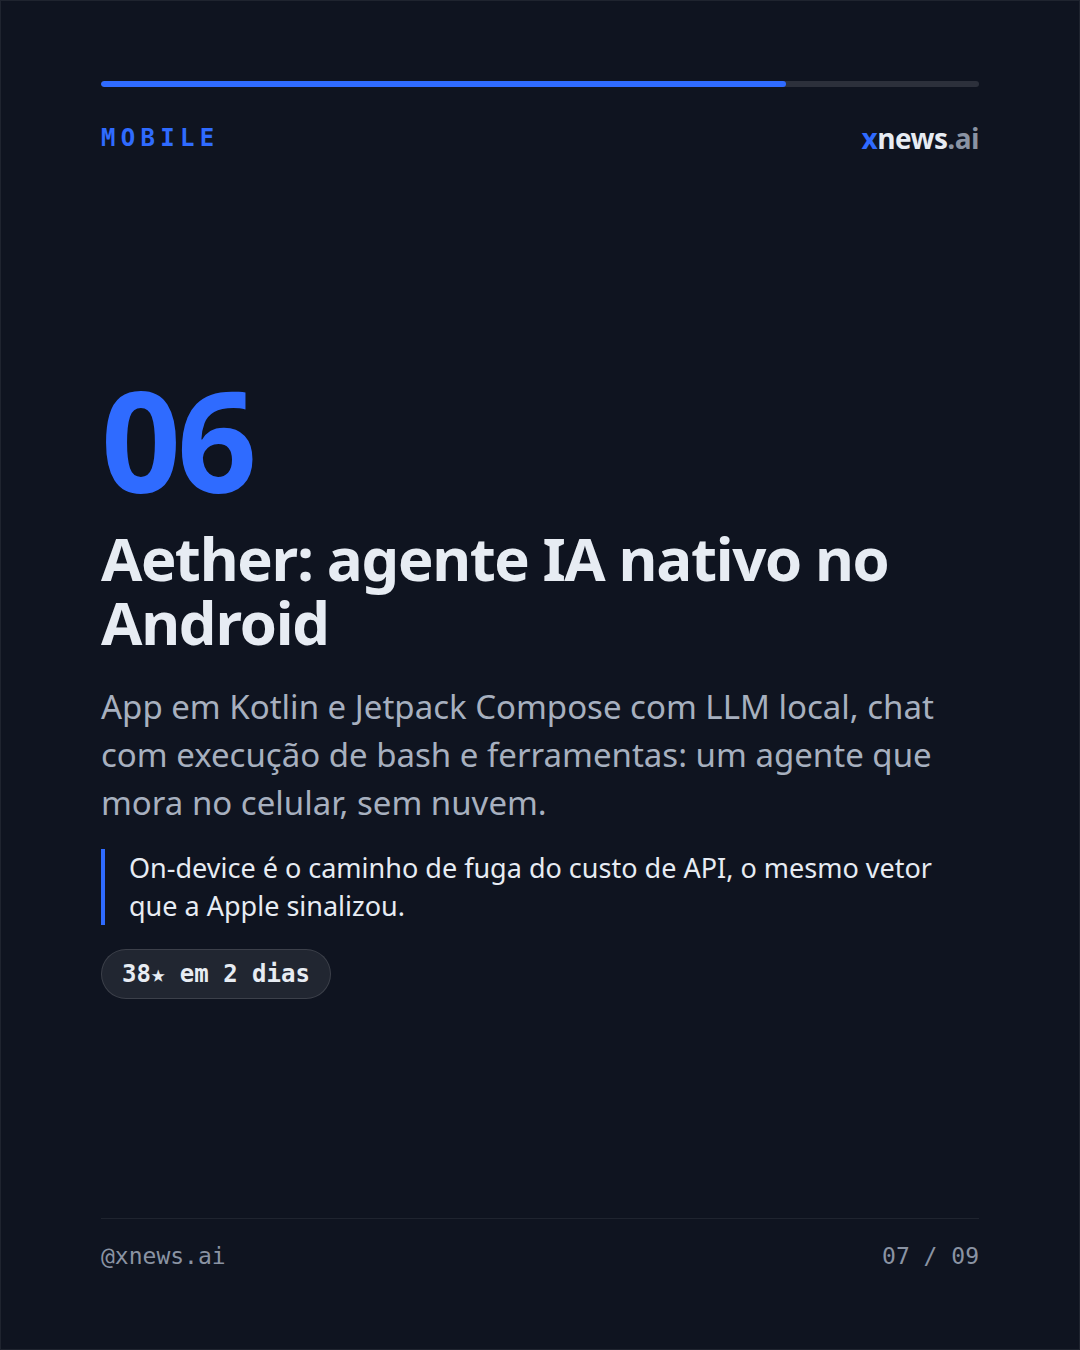 MOBILE
xnews.ai
06
Aether: agente IA nativo no
Android
App em Kotlin e Jetpack Compose com LLM local, chat
com execução de bash e ferramentas: um agente que
mora no celular, sem nuvem.
On-device é o caminho de fuga do custo de API, o mesmo vetor
que a Apple sinalizou.
38★ em 2 dias
@xnews.ai
07 / 09